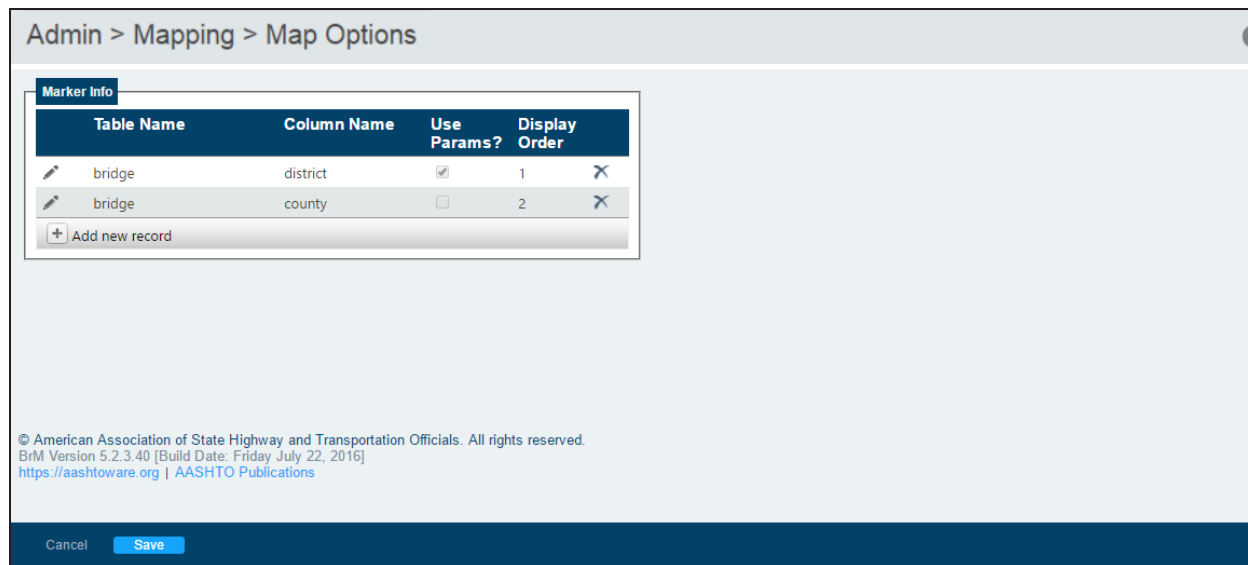 Admin > Mapping > Map Options
Marker Info
Table Name Column Name Use Params? Display Order
bridge district 1
bridge county 2
Add new record
© American Association of State Highway and Transportation Officials. All rights reserved.
BrM Version 5.2.3.40 [Build Date: Friday July 22, 2016]
https://aashtoware.org | AASHTO Publications
Cancel Save